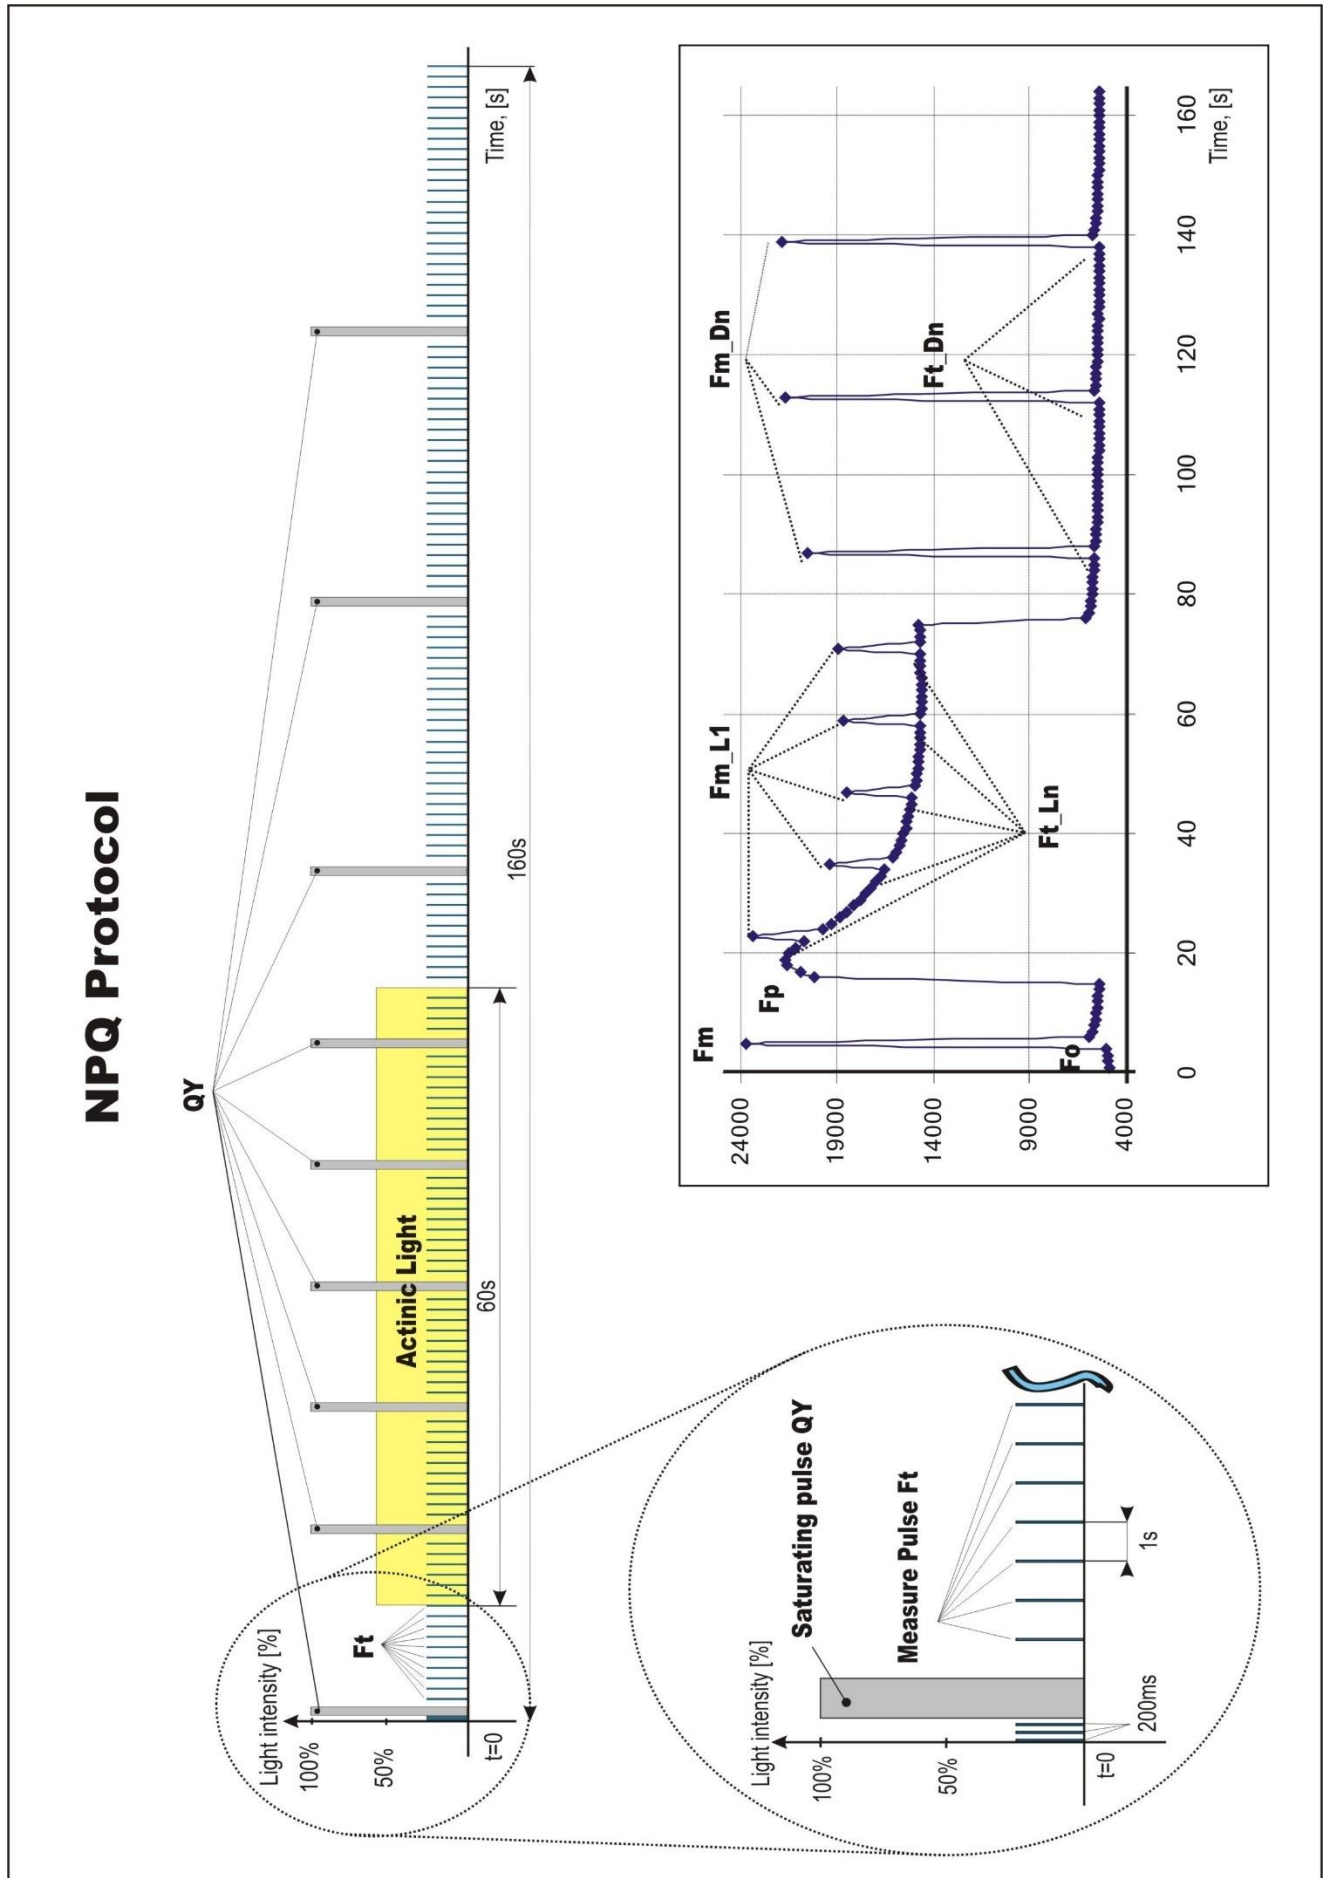 NPQ Protocol
QY
Light intensity [%]
100%
50%
t=0
Ft
Actinic Light
60s
160s
Time, [s]
Light intensity [%]
100%
50%
t=0
200ms
Saturating pulse QY
Measure Pulse Ft
1s
Fm
Fp
Fo
Fm_L1
Ft_Ln
Fm_Dn
Ft_Dn
24000
19000
14000
9000
4000
0 20 40 60 80 100 120 140 160
Time, [s]